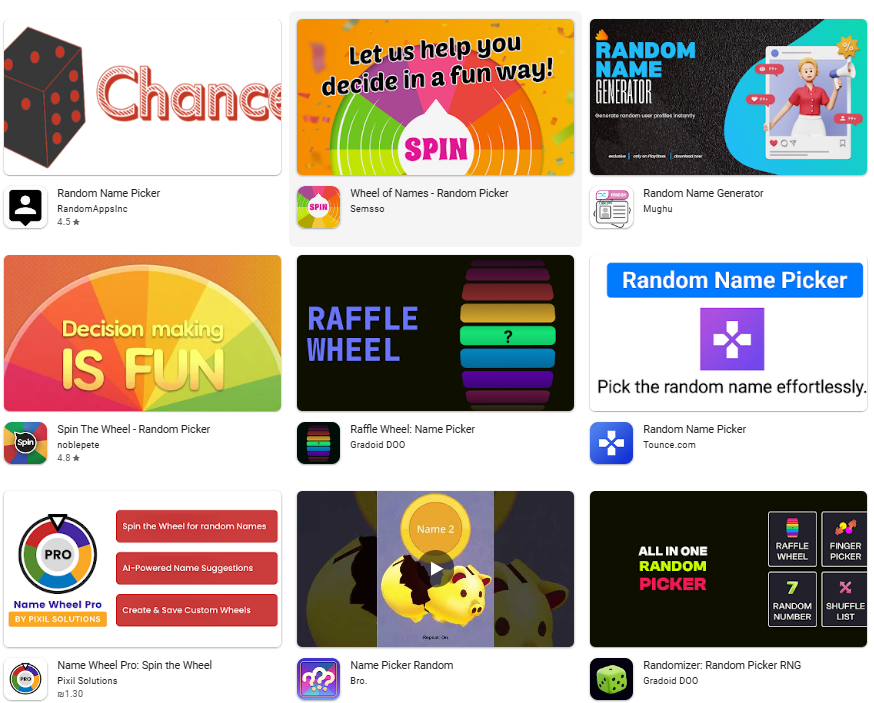 Chance
Let us help you
decide in a fun way!
SPIN
RANDOM
NAME
GENERATOR
Generate random user profiles instantly
exclusive
only on Playstore
download now
99+
99+
99+
%
Random Name Picker
RandomAppsInc
4.5 ★
SPIN
Wheel of Names - Random Picker
Semsso
Random Name Generator
Mughu
Decision making
IS FUN
RAFFLE
WHEEL
?
Random Name Picker
Pick the random name effortlessly.
Spin
Spin The Wheel - Random Picker
noblepete
4.8 ★
Raffle Wheel: Name Picker
Gradoid DOO
Random Name Picker
Tounce.com
PRO
Name Wheel Pro
BY PIXIL SOLUTIONS
Spin the Wheel for random Names
AI-Powered Name Suggestions
Create & Save Custom Wheels
Name 2
Repeat: On
ALL IN ONE
RANDOM
PICKER
RAFFLE
WHEEL
FINGER
PICKER
7
RANDOM
NUMBER
SHUFFLE
LIST
PRO
Name Wheel Pro: Spin the Wheel
Pixil Solutions
₪1.30
???
Name Picker Random
Bro.
Randomizer: Random Picker RNG
Gradoid DOO